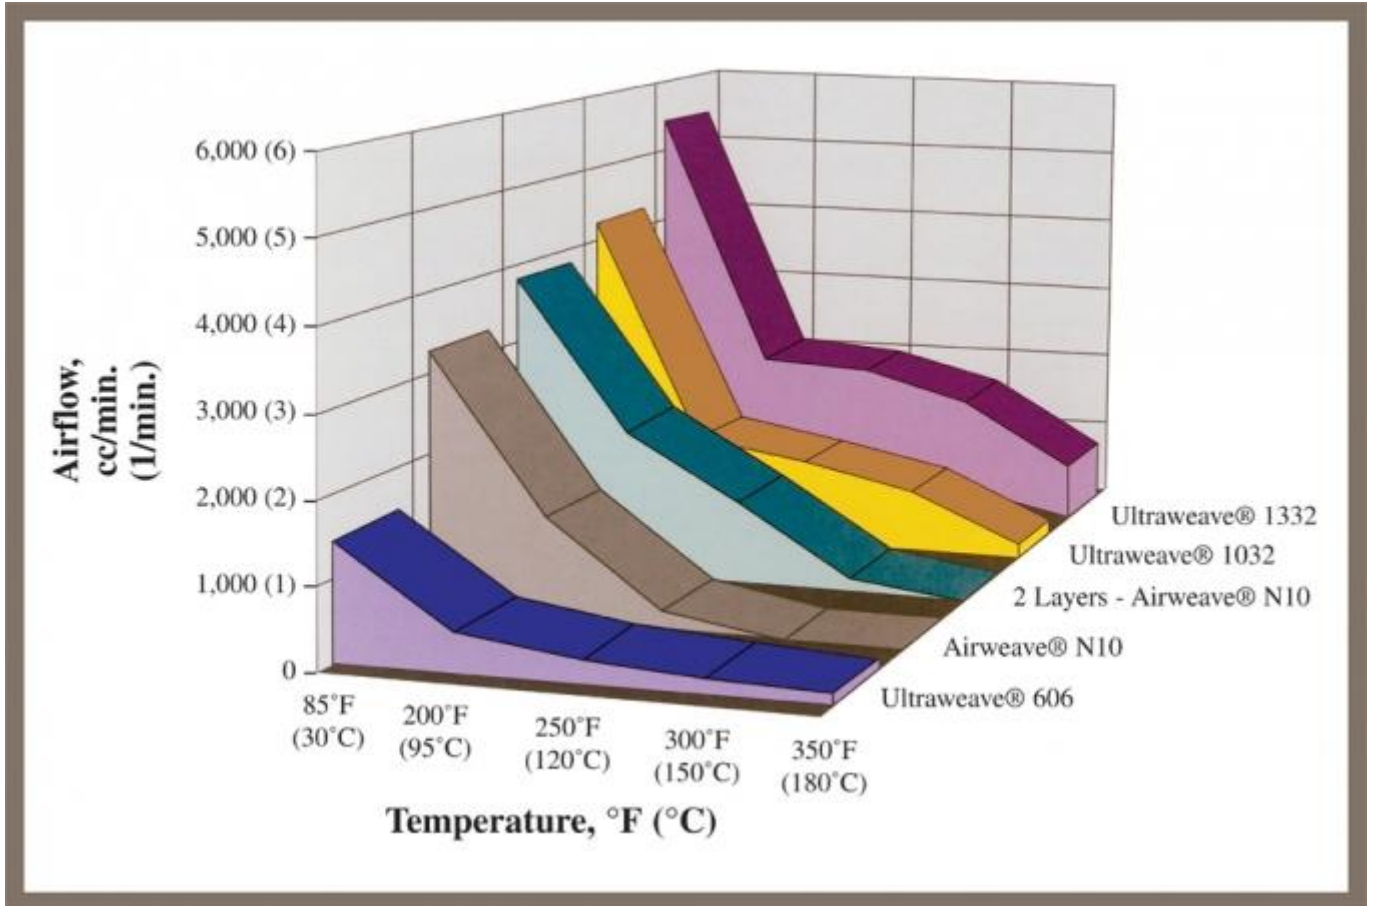 6,000 (6)
5,000 (5)
4,000 (4)
3,000 (3)
2,000 (2)
1,000 (1)
0
Airflow,
cc/min.
(1/min.)
85˚F
(30˚C)
200˚F
(95˚C)
250˚F
(120˚C)
300˚F
(150˚C)
350˚F
(180˚C)
Temperature, °F (°C)
Ultraweave® 1332
Ultraweave® 1032
2 Layers - Airweave® N10
Airweave® N10
Ultraweave® 606